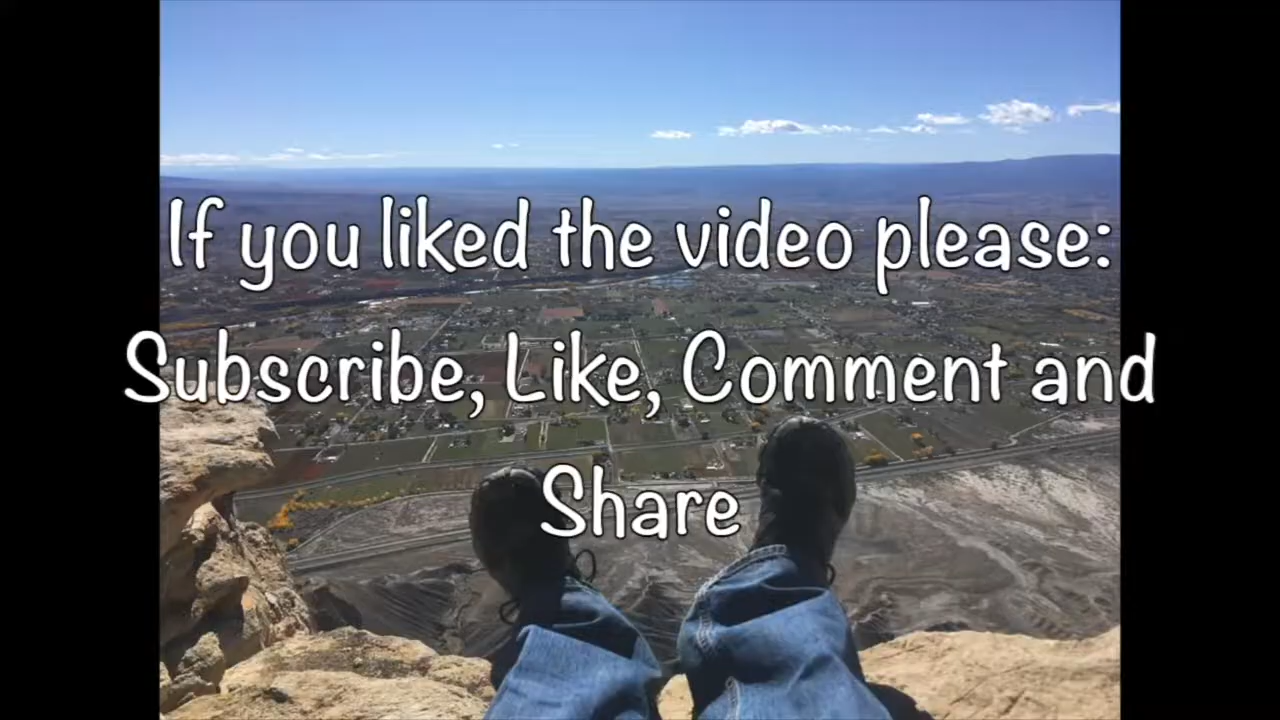 If you liked the video please:
Subscribe, Like, Comment and
Share